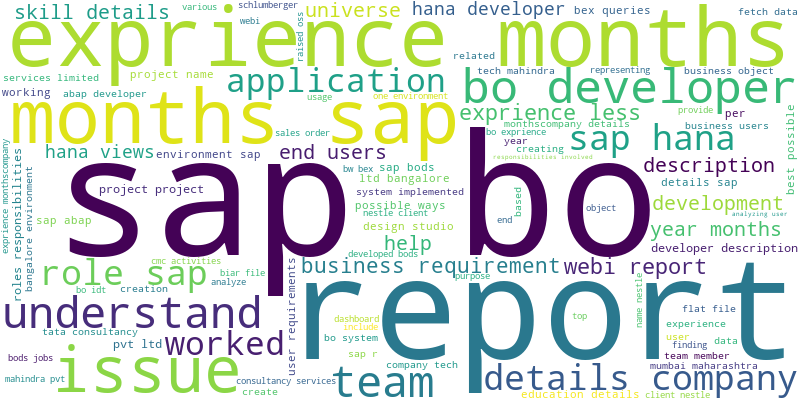 various
schlumberger
skill details
universe
hana developer
bex queries
fetch data
webi
raised oss
exprience months
related
services limited
project name
application
tech mahindra
representing
business object
working
abap developer
usage
one environment
bo developer
provide
months sap
sales order
monthscompany details
exprience less
per
bo exprience
year
business users
sap hana
creating
hana views
environment sap
end users
responsibilities involved
best possible
exprience monthscompany
roles responsibilities
bangalore environment
sap bo
bw bex
sap bods
description
project project
ltd bangalore
details sap
system implemented
sap abap
possible ways
nestle client
based
object
development
analyzing user
design studio
end
year months
help
developed bods
developer description
cmc activities
role sap
biar file
analyze
business requirement
webi report
bo idt
creation
user requirements
report
purpose
name nestle
understand
dashboard
include
top
flat file
experience
tata consultancy
bo system
user
worked
pvt ltd
finding
data
bods jobs
issue
sap r
team member
company tech
mumbai maharashtra
mahindra pvt
consultancy services
create
team
details company
education details
client nestle